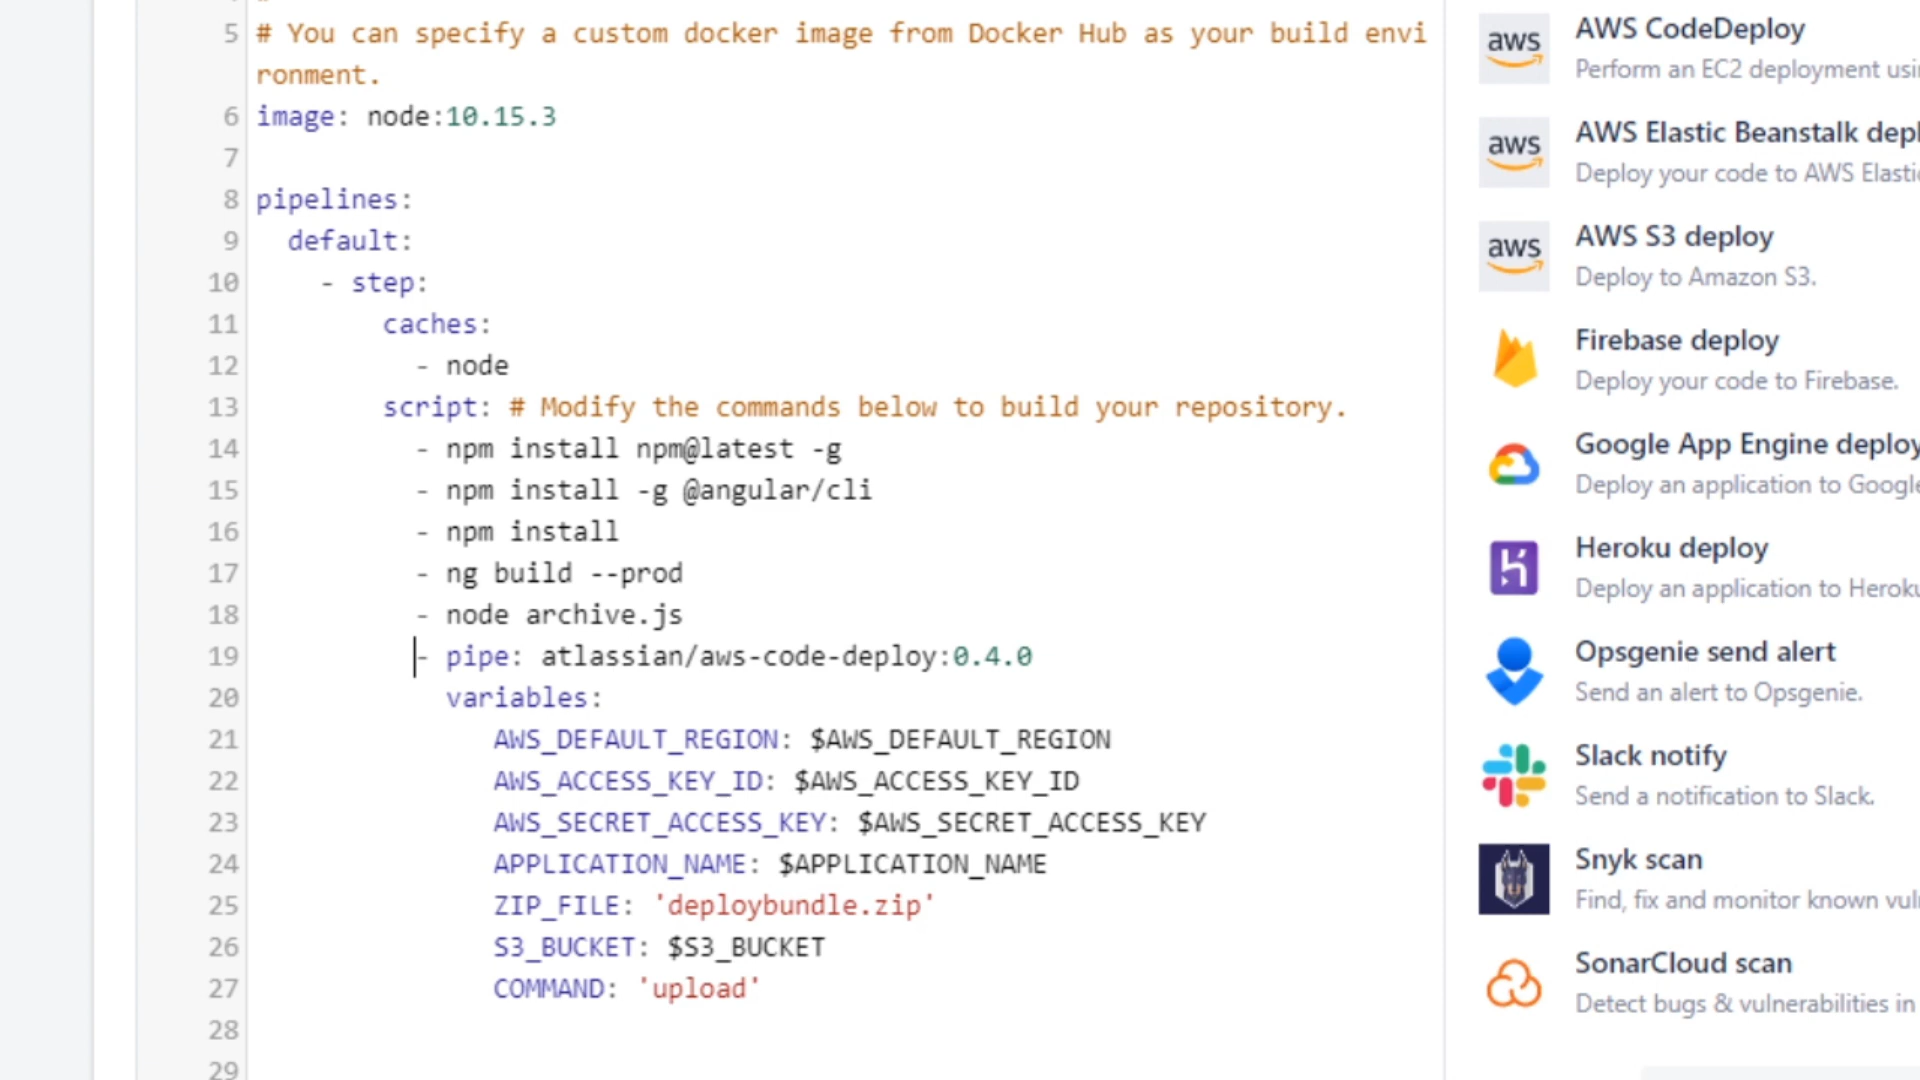 5 # You can specify a custom docker image from Docker Hub as your build envi
ronment.
6 image: node:10.15.3
7
8 pipelines:
9 default:
10 - step:
11 caches:
12 - node
13 script: # Modify the commands below to build your repository.
14 - npm install npm@latest -g
15 - npm install -g @angular/cli
16 - npm install
17 - ng build --prod
18 - node archive.js
19 - pipe: atlassian/aws-code-deploy:0.4.0
20 variables:
21 AWS_DEFAULT_REGION: $AWS_DEFAULT_REGION
22 AWS_ACCESS_KEY_ID: $AWS_ACCESS_KEY_ID
23 AWS_SECRET_ACCESS_KEY: $AWS_SECRET_ACCESS_KEY
24 APPLICATION_NAME: $APPLICATION_NAME
25 ZIP_FILE: 'deploybundle.zip'
26 S3_BUCKET: $S3_BUCKET
27 COMMAND: 'upload'
28
29
aws
AWS CodeDeploy
Perform an EC2 deployment usi
aws
AWS Elastic Beanstalk depl
Deploy your code to AWS Elasti
aws
AWS S3 deploy
Deploy to Amazon S3.
Firebase deploy
Deploy your code to Firebase.
Google App Engine deploy
Deploy an application to Google
Heroku deploy
Deploy an application to Heroku
Opsgenie send alert
Send an alert to Opsgenie.
Slack notify
Send a notification to Slack.
Snyk scan
Find, fix and monitor known vul
SonarCloud scan
Detect bugs & vulnerabilities in